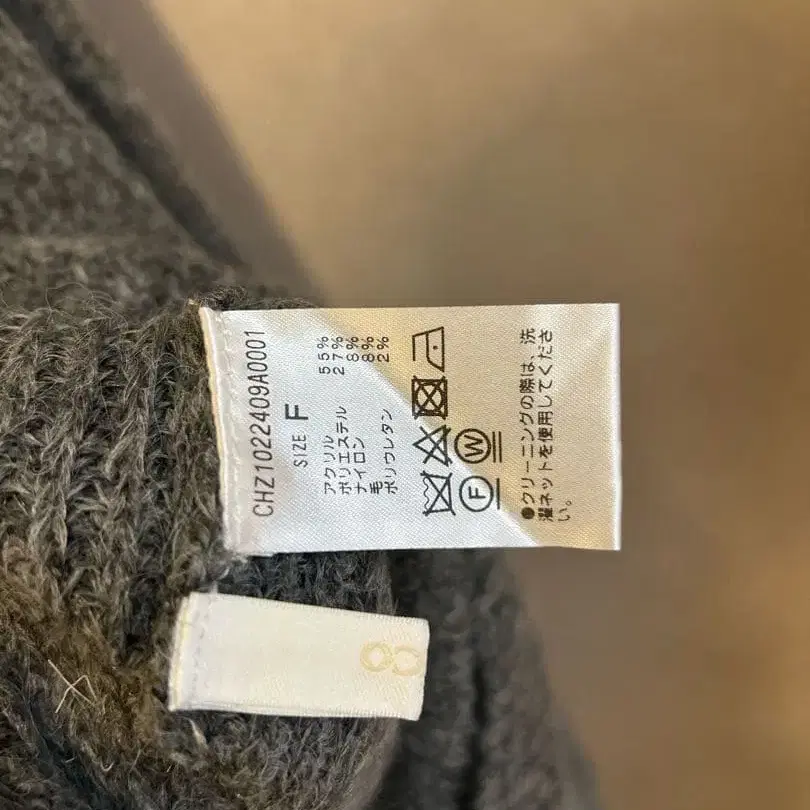 CHZ1022409A0001
SIZE F
アクリル 55%
ポリエステル 27%
ナイロン 8%
毛 8%
ポリウレタン 2%
F W
●クリーニングの際は、洗
濯ネットを使用してくださ
い。